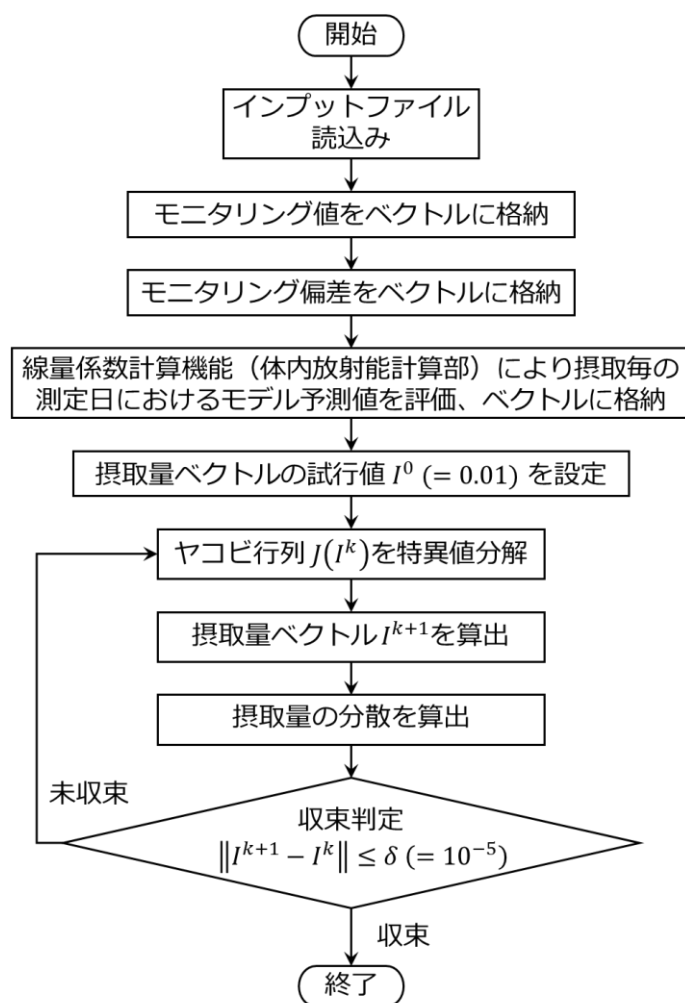 開始
インプットファイル
読込み
モニタリング値をベクトルに格納
モニタリング偏差をベクトルに格納
線量係数計算機能（体内放射能計算部）により摂取毎の
測定日におけるモデル予測値を評価、ベクトルに格納
摂取量ベクトルの試行値 𝐼⁰ (= 0.01) を設定
ヤコビ行列 𝐽(𝐼ᵏ)を特異値分解
摂取量ベクトル 𝐼ᵏ⁺¹を算出
摂取量の分散を算出
未収束
収束判定
‖𝐼ᵏ⁺¹ − 𝐼ᵏ‖ ≤ 𝛿 (= 10⁻⁵)
収束
終了